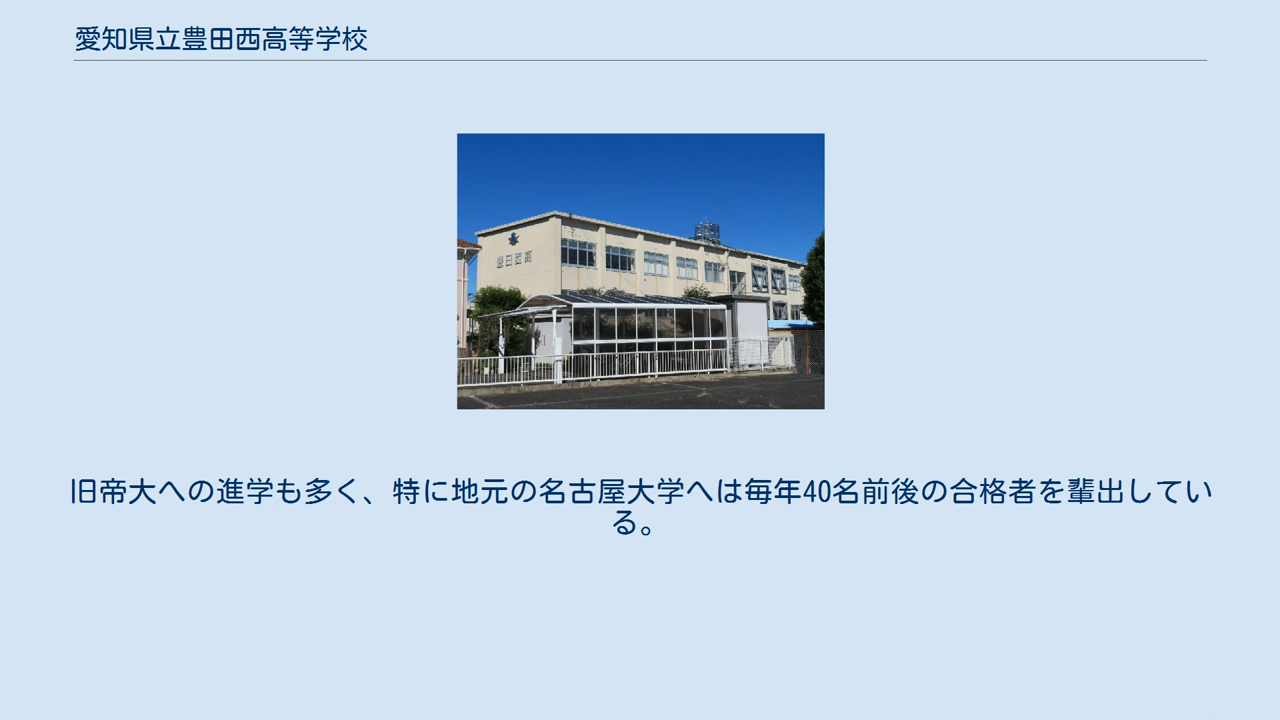 愛知県立豊田西高等学校
豊田西高
旧帝大への進学も多く、特に地元の名古屋大学へは毎年40名前後の合格者を輩出してい
る。